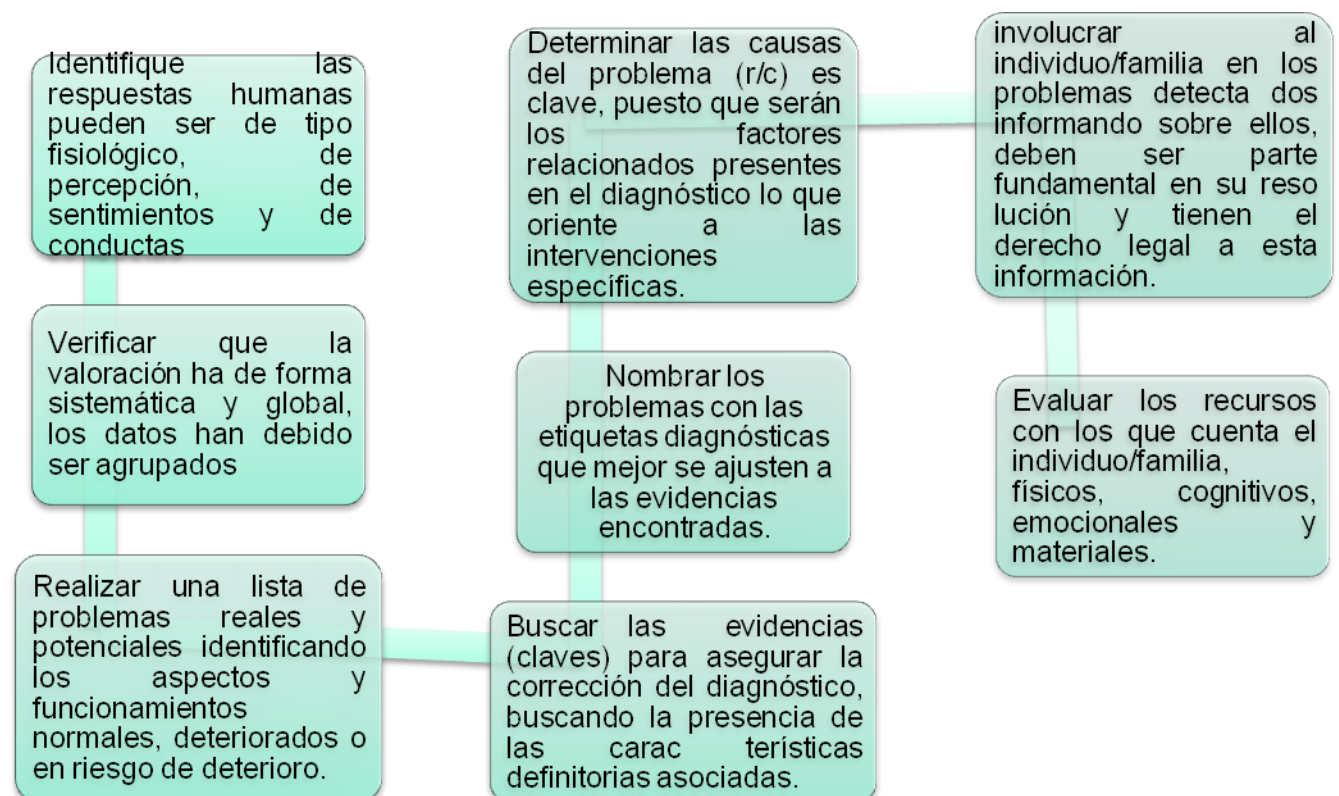 Identifique las
respuestas humanas
pueden ser de tipo
fisiológico, de
percepción, de
sentimientos y de
conductas
Verificar que la
valoración ha de forma
sistemática y global,
los datos han debido
ser agrupados
Realizar una lista de
problemas reales y
potenciales identificando
los aspectos y
funcionamientos
normales, deteriorados o
en riesgo de deterioro.
Buscar las evidencias
(claves) para asegurar la
corrección del diagnóstico,
buscando la presencia de
las carac terísticas
definitorias asociadas.
Nombrar los
problemas con las
etiquetas diagnósticas
que mejor se ajusten a
las evidencias
encontradas.
Determinar las causas
del problema (r/c) es
clave, puesto que serán
los factores
relacionados presentes
en el diagnóstico lo que
oriente a las
intervenciones
específicas.
involucrar al
individuo/familia en los
problemas detecta dos
informando sobre ellos,
deben ser parte
fundamental en su reso
lución y tienen el
derecho legal a esta
información.
Evaluar los recursos
con los que cuenta el
individuo/familia,
físicos, cognitivos,
emocionales y
materiales.